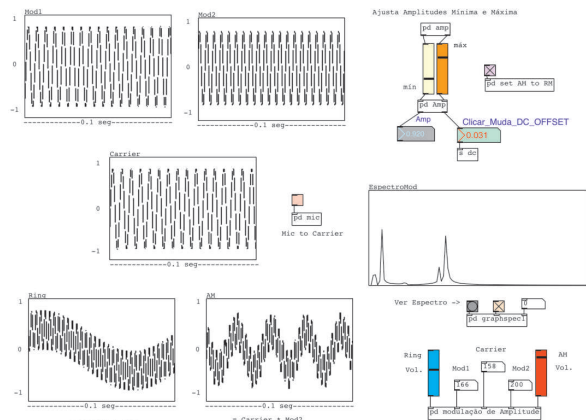 Mod1
1
0
-1
----------0.1 seg----------
Mod2
----------0.1 seg----------
Ajusta Amplitudes Mínima e Máxima
pd amp
máx
mín
pd Amp
pd set AM to RM
Amp
0.920
Clicar_Muda_DC_OFFSET
>0.031
s dc
Carrier
1
0
-1
----------0.1 seg----------
pd mic
Mic to Carrier
EspectroMod
Ver Espectro ->
0
pd graphspec1
Ring
1
0
-1
----------0.1 seg----------
AM
----------0.1 seg----------
= Carrier * Mod2
Ring
Vol.
Carrier
158
Mod1
166
Mod2
200
AM
Vol.
pd modulação de Amplitude